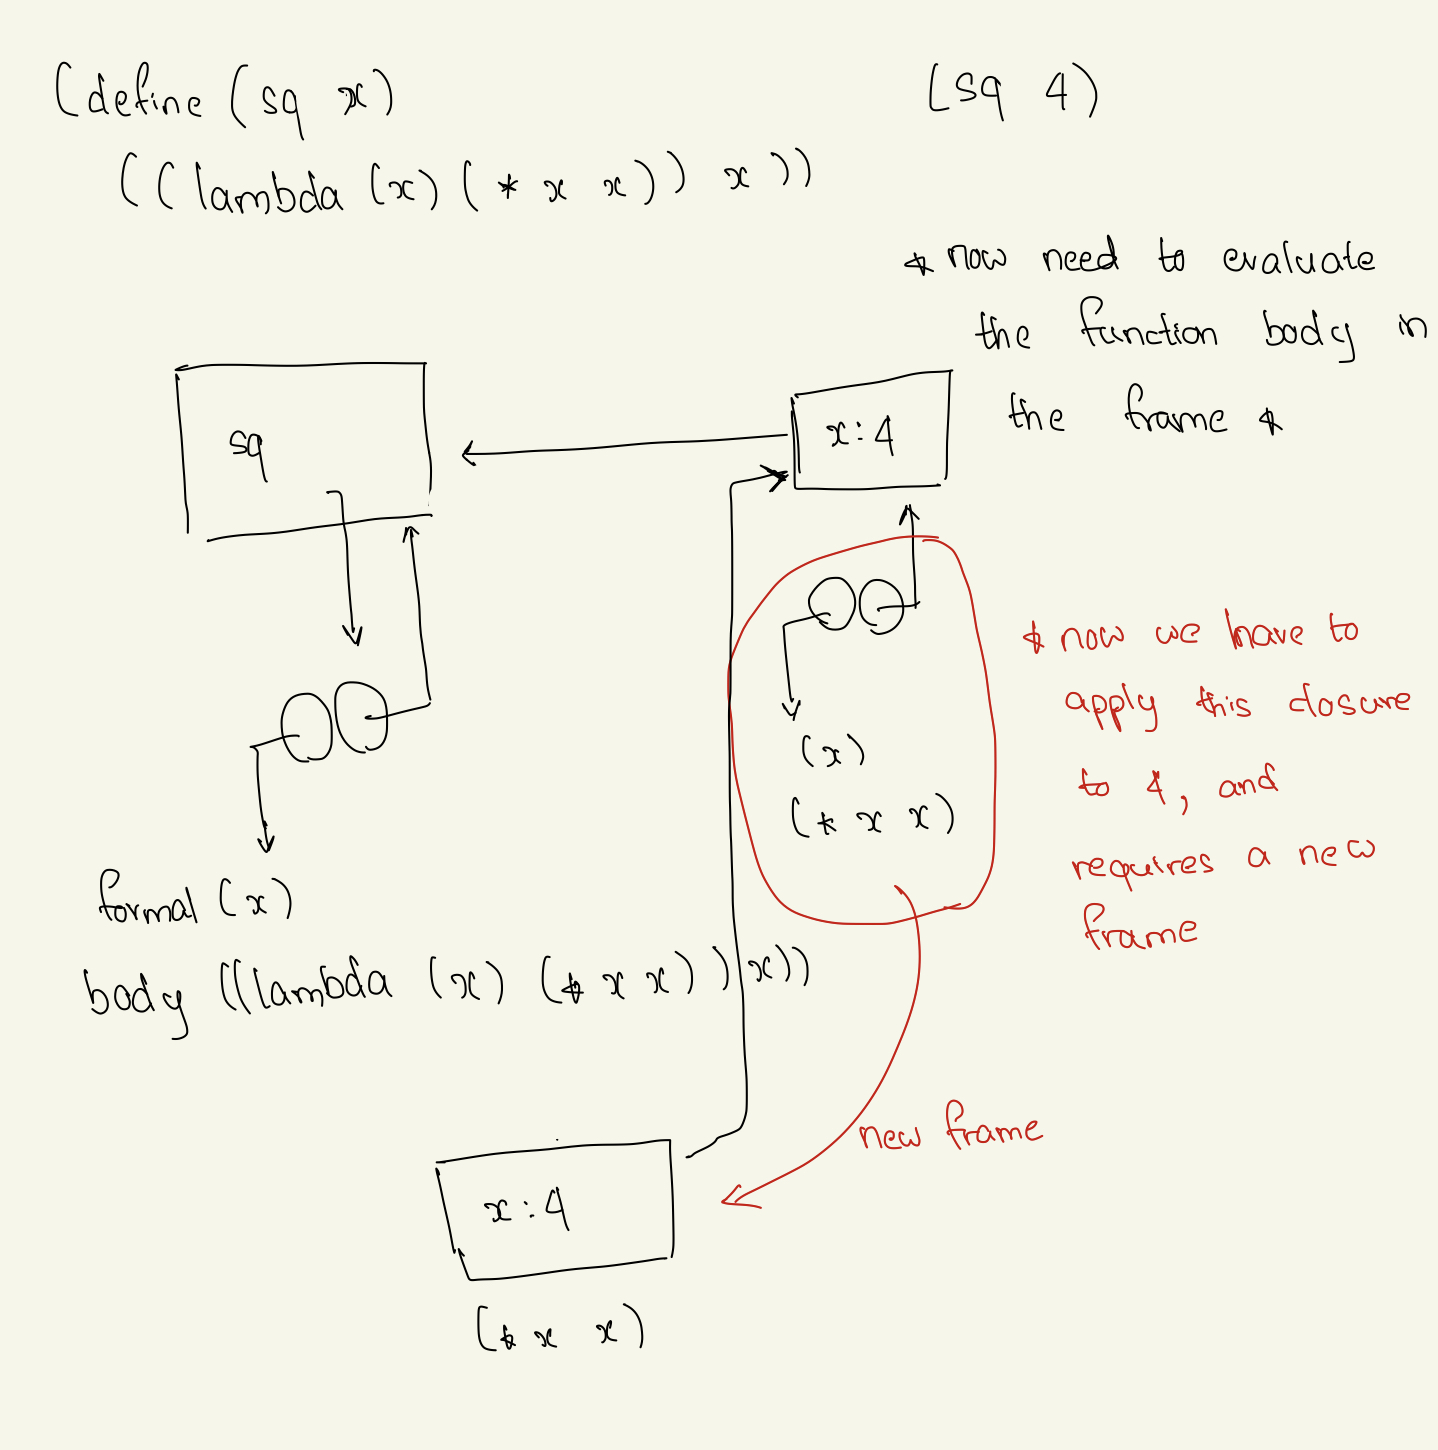 (define (sq x)
((lambda (x) (* x x)) x))
(sq 4)
* now need to evaluate
the function body in
the frame *
sq
x : 4
(x)
(* x x)
* now we have to
apply this closure
to 4, and
requires a new
frame
formal (x)
body ((lambda (x) (* x x)) x))
new frame
x : 4
(* x x)